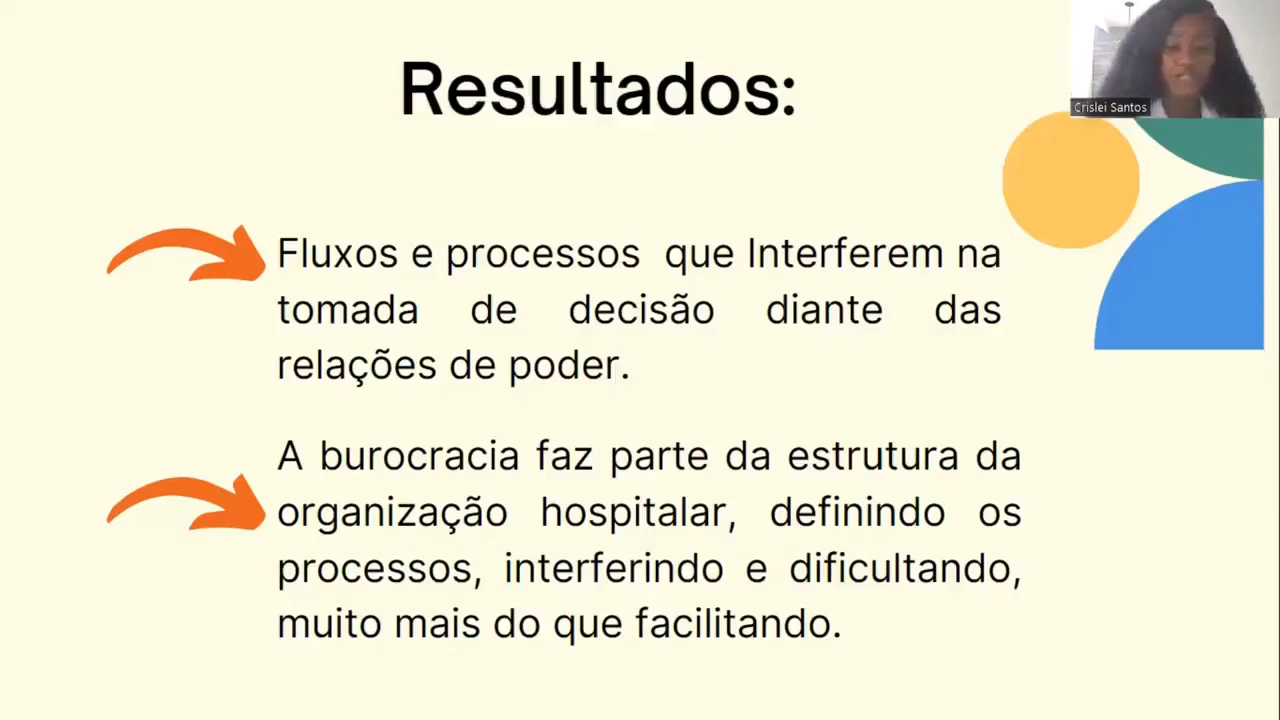 Resultados:
Crislei Santos
Fluxos e processos que Interferem na
tomada de decisão diante das
relações de poder.
A burocracia faz parte da estrutura da
organização hospitalar, definindo os
processos, interferindo e dificultando,
muito mais do que facilitando.